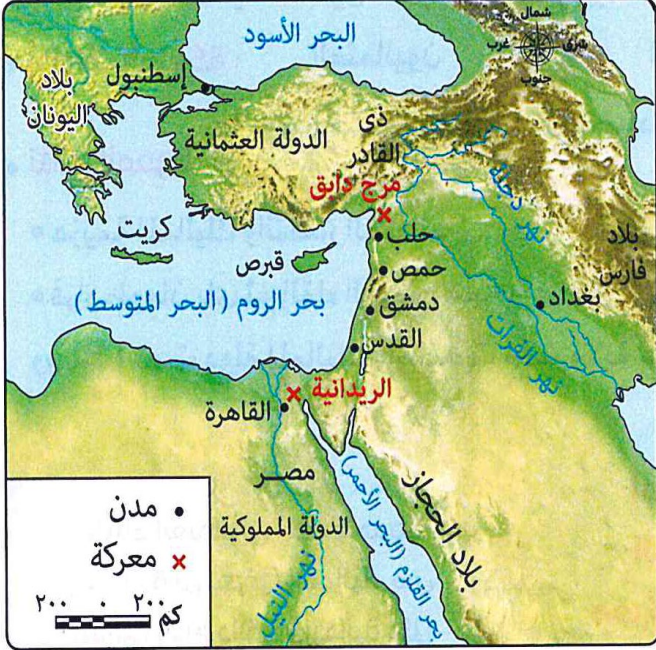 شمال
شرق
غرب
جنوب
البحر الأسود
إسطنبول
بلاد
اليونان
الدولة العثمانية
ذى
القادر
مرج دابق
نهر دجلة
حلب
كريت
قبرص
حمص
بلاد
فارس
بغداد
دمشق
بحر الروم (البحر المتوسط)
القدس
نهر الفرات
الريدانية
القاهرة
مصر
الدولة المملوكية
بلاد الحجاز
بحر القلزم (البحر الأحمر)
نهر النيل
مدن
معركة
٢٠٠ ٠ ٢٠٠
كم